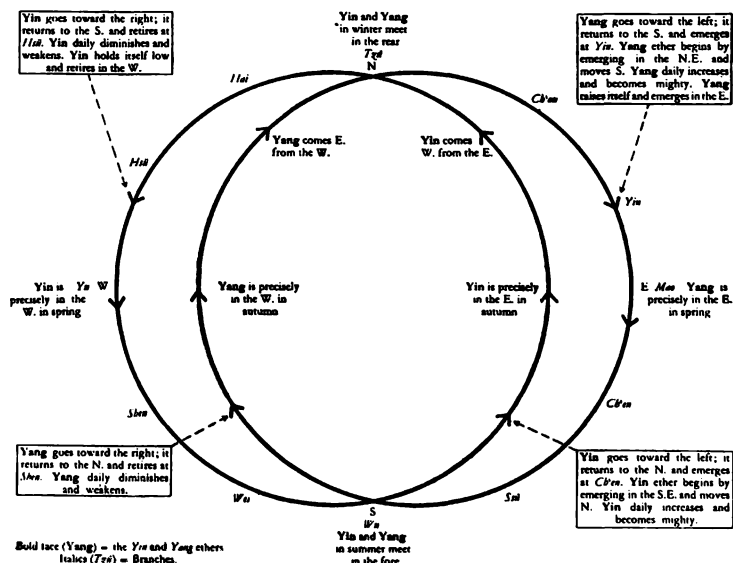 Yin goes toward the right; it
returns to the S. and retires at
Hsü. Yin daily diminishes and
weakens. Yin holds itself low
and retires in the W.
Yin and Yang
in winter meet
in the rear
Tzŭ
N
Yang goes toward the left; it
returns to the S. and emerges
at Yin. Yang ether begins by
emerging in the N.E. and
moves S. Yang daily increases
and becomes mighty. Yang
raises itself and emerges in the E.
Hai
Ch'ou
Yang comes E.
from the W.
Yin comes
W. from the E.
Hsü
Yin
Yin is Yu W
precisely in the
W. in spring
Yang is precisely
in the W. in
autumn
Yin is precisely
in the E. in
autumn
E Mao Yang is
precisely in the E.
in spring
Shen
Ch'en
Yang goes toward the right; it
returns to the N. and retires at
Shen. Yang daily diminishes
and weakens.
Yin goes toward the left; it
returns to the N. and emerges
at Ch'en. Yin ether begins by
emerging in the S.E. and moves
N. Yin daily increases and
becomes mighty.
Wei
Ssŭ
S
Wu
Yin and Yang
in summer meet
in the fore
Bold face (Yang) = the Yin and Yang ethers
Italics (Tzŭ) = Branches.